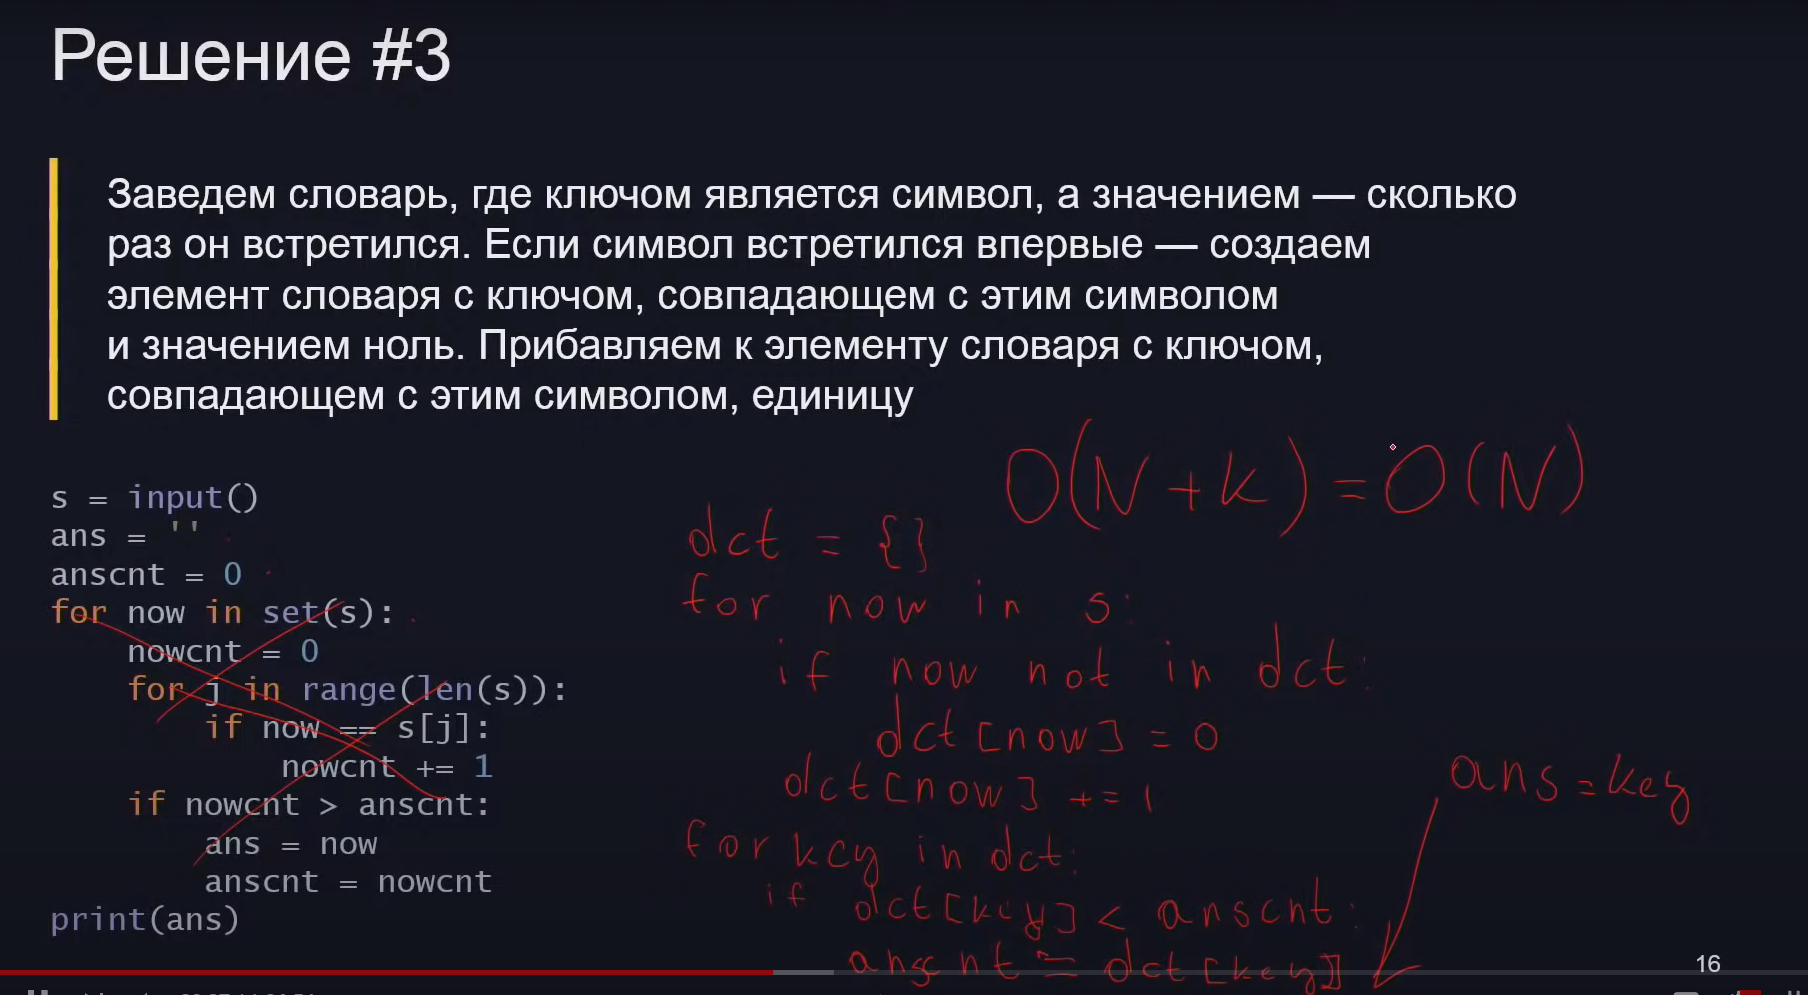 Решение #3
Заведем словарь, где ключом является символ, а значением — сколько
раз он встретился. Если символ встретился впервые — создаем
элемент словаря с ключом, совпадающем с этим символом
и значением ноль. Прибавляем к элементу словаря с ключом,
совпадающем с этим символом, единицу
O(N + K) = O(N)
s = input()
ans = ''
anscnt = 0
for now in set(s):
nowcnt = 0
for j in range(len(s)):
if now == s[j]:
nowcnt += 1
if nowcnt > anscnt:
ans = now
anscnt = nowcnt
print(ans)
dct = {}
for now in s:
if now not in dct:
dct[now] = 0
dct[now] += 1
for key in dct:
if dct[key] < anscnt:
anscnt = dct[key]
ans = key
16